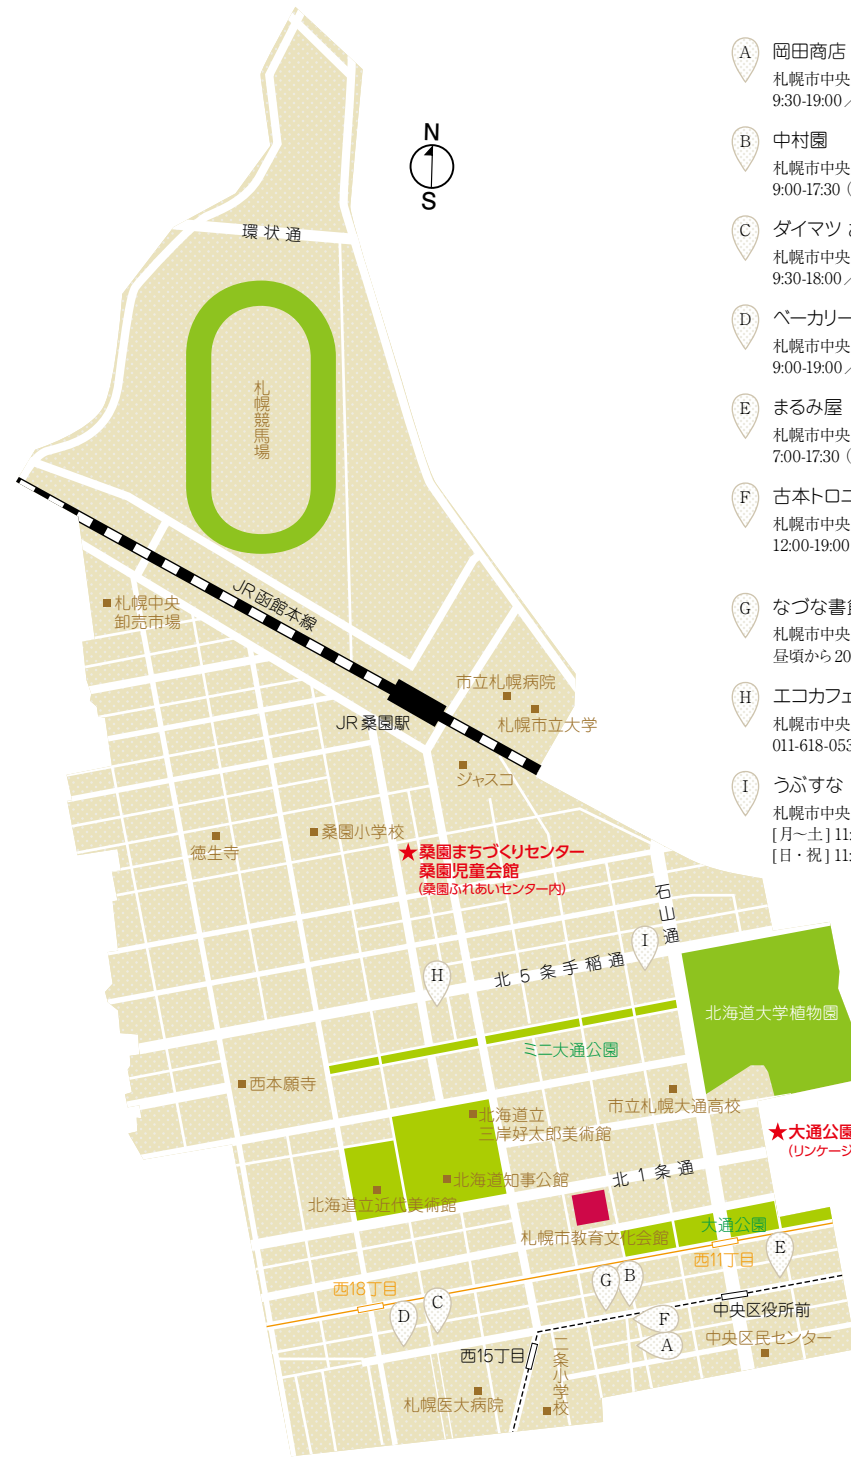 A
岡田商店
札幌市中央
9:30-19:00／
B
中村園
札幌市中央
9:00-17:30（
C
ダイマツ
札幌市中央
9:30-18:00／
D
ベーカリー
札幌市中央
9:00-19:00／
E
まるみ屋
札幌市中央
7:00-17:30（
F
古本トロニ
札幌市中央
12:00-19:00
G
なづな書館
札幌市中央
昼頃から20
H
エコカフェ
札幌市中央
011-618-053
I
うぶすな
札幌市中央
[月〜土] 11:
[日・祝] 11:
N
S
環状通
札幌競馬場
JR函館本線
札幌中央
卸売市場
市立札幌病院
札幌市立大学
JR桑園駅
ジャスコ
桑園小学校
徳生寺
★桑園まちづくりセンター
桑園児童会館
(桑園ふれあいセンター内)
石山通
I
北5条手稲通
H
北海道大学植物園
ミニ大通公園
西本願寺
市立札幌大通高校
北海道立
三岸好太郎美術館
★大通公園
(リンケージ
北海道知事公館
北1条通
北海道立近代美術館
大通公園
札幌市教育文化会館
西11丁目
E
西18丁目
G
B
D
C
F
中央区役所前
A
中央区民センター
西15丁目
二条小学校
札幌医大病院